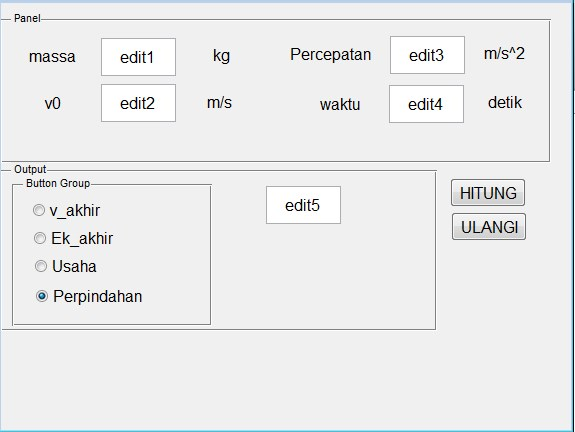 Panel
massa edit1 kg Percepatan edit3 m/s^2
v0 edit2 m/s waktu edit4 detik
Output
Button Group
edit5
HITUNG
v_akhir
ULANGI
Ek_akhir
Usaha
Perpindahan